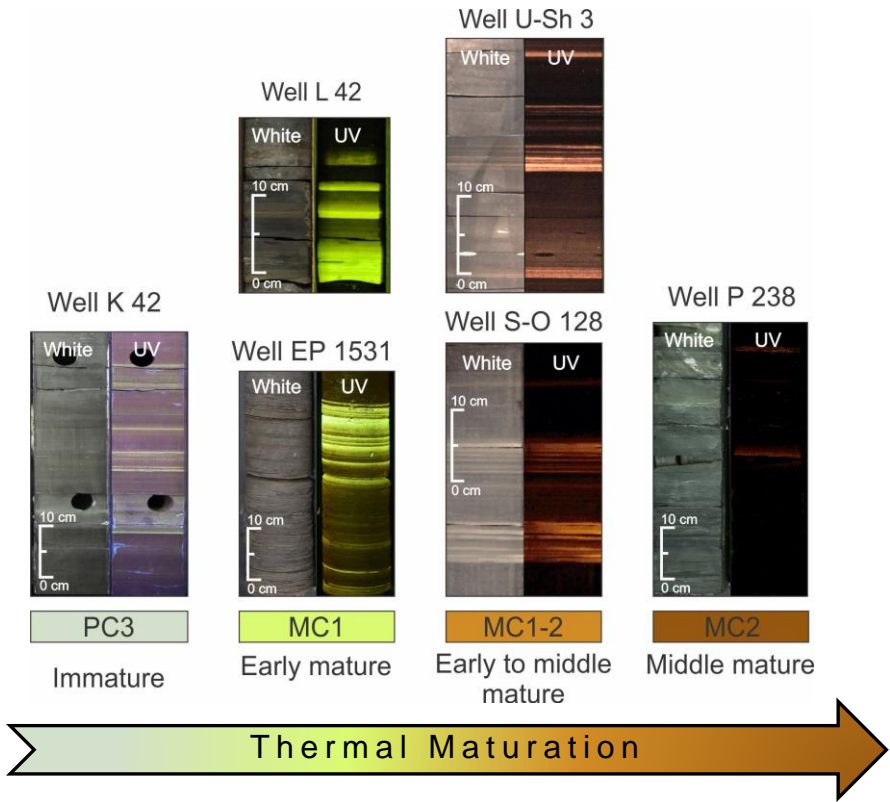 Well U-Sh 3
White UV
Well L 42
White UV
10 cm
0 cm
0 cm
Well K 42
White UV
10 cm
0 cm
Well EP 1531
White UV
10 cm
0 cm
Well S-O 128
White UV
10 cm
0 cm
Well P 238
White UV
10 cm
0 cm
10 cm
PC3
MC1
MC1-2
MC2
Immature
Early mature
Early to middle
mature
Middle mature
Thermal Maturation